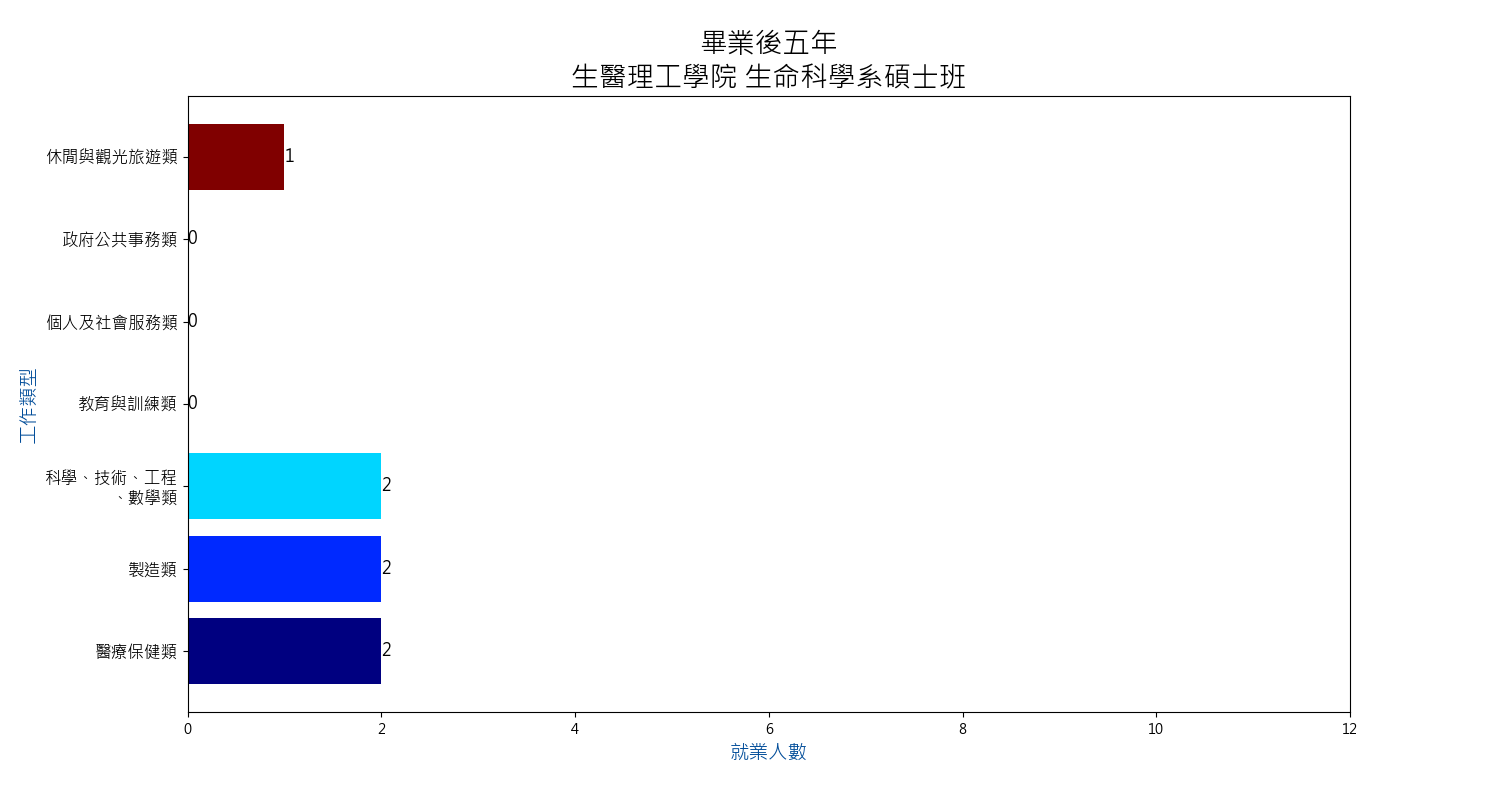 畢業後五年
生醫理工學院 生命科學系碩士班
休閒與觀光旅遊類
1
政府公共事務類
0
個人及社會服務類
0
教育與訓練類
0
工作類型
科學、技術、工程
、數學類
2
製造類
2
醫療保健類
2
0 2 4 6 8 10 12
就業人數